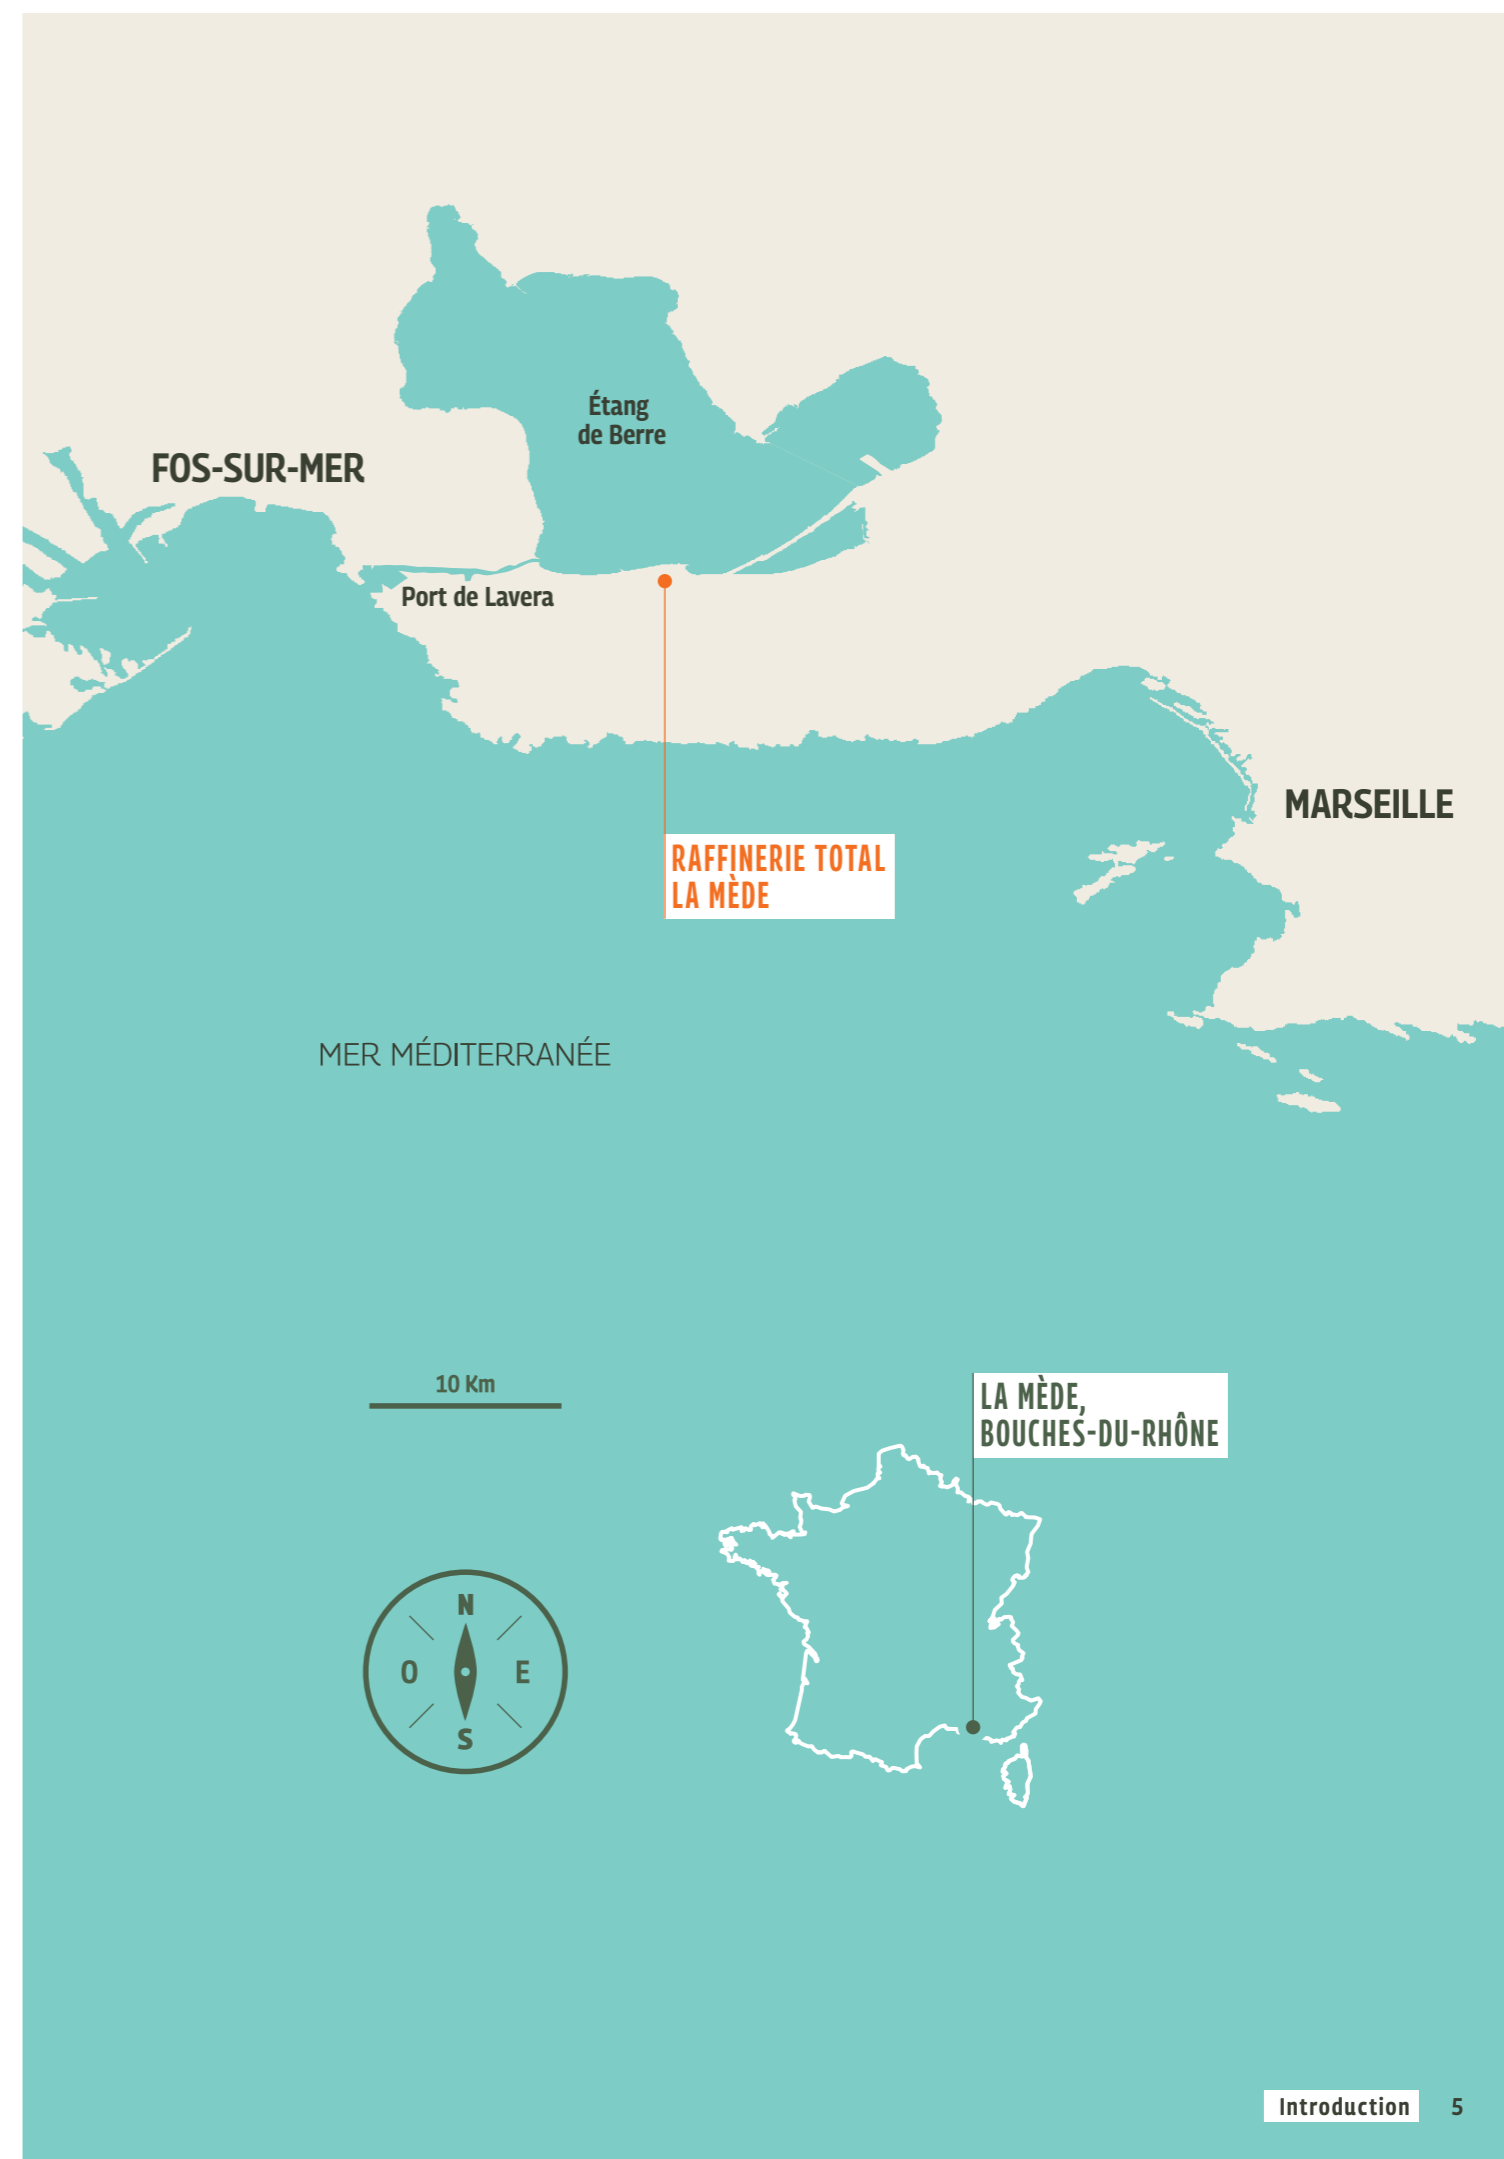 Étang
de Berre
FOS-SUR-MER
Port de Lavera
MARSEILLE
RAFFINERIE TOTAL
LA MÈDE
MER MÉDITERRANÉE
10 Km
LA MÈDE,
BOUCHES-DU-RHÔNE
N
O E
S
Introduction 5